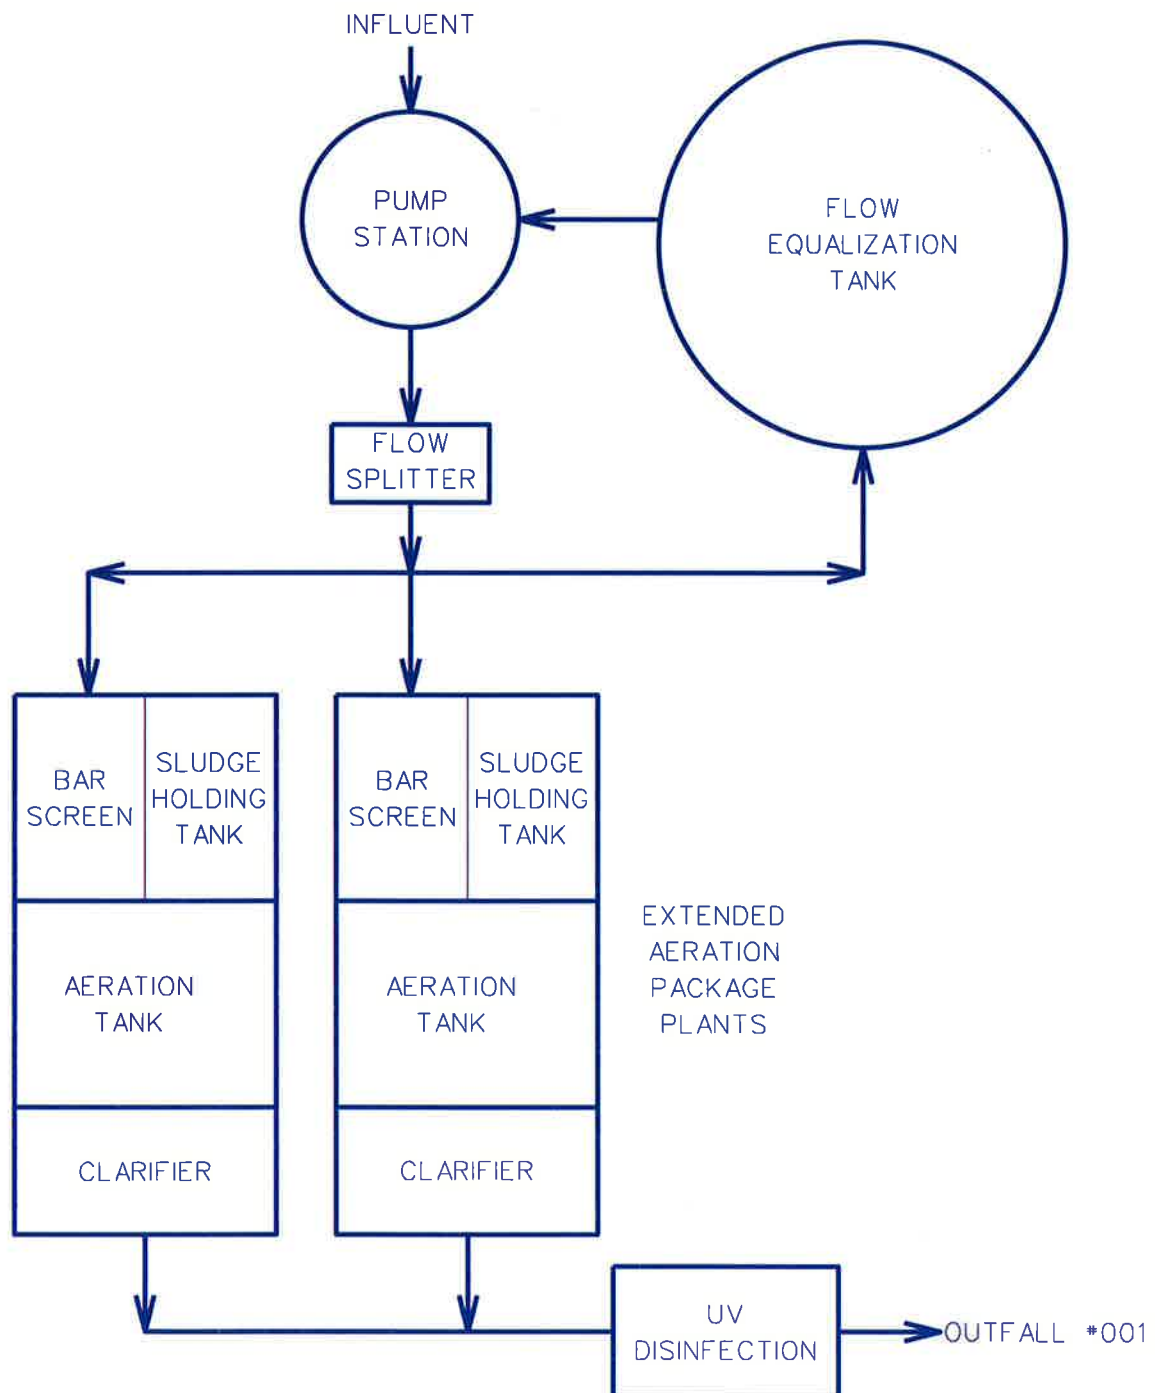 INFLUENT
PUMP
STATION
FLOW
EQUALIZATION
TANK
FLOW
SPLITTER
BAR
SCREEN
SLUDGE
HOLDING
TANK
BAR
SCREEN
SLUDGE
HOLDING
TANK
AERATION
TANK
AERATION
TANK
EXTENDED
AERATION
PACKAGE
PLANTS
CLARIFIER
CLARIFIER
UV
DISINFECTION
OUTFALL #001